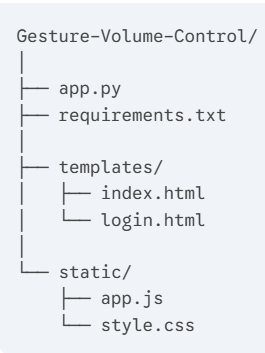 Gesture-Volume-Control/
│
├── app.py
├── requirements.txt
│
├── templates/
│   ├── index.html
│   └── login.html
│
└── static/
    ├── app.js
    └── style.css